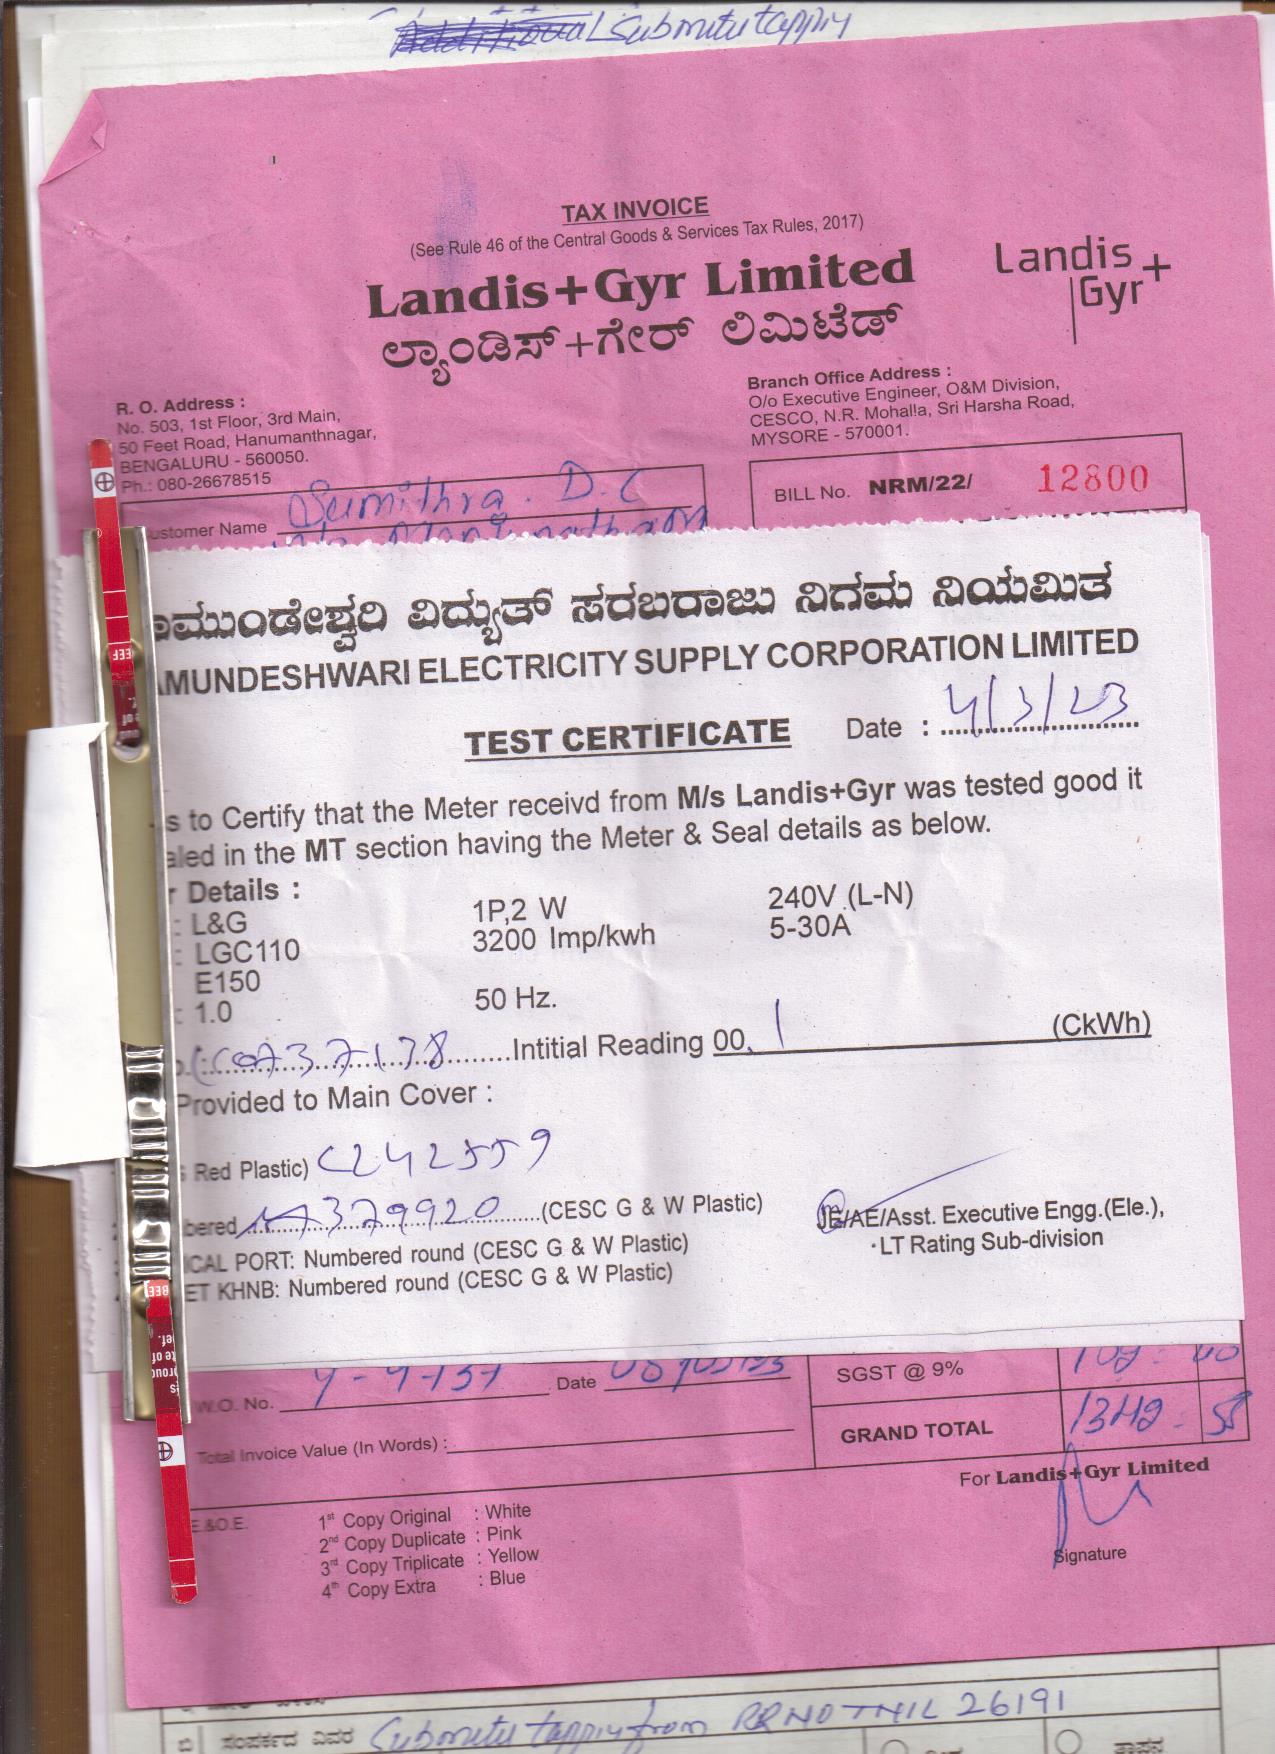 Submeter tapping
TAX INVOICE
(See Rule 46 of the Central Goods & Services Tax Rules, 2017)
Landis+Gyr Limited
ಲ್ಯಾಂಡಿಸ್+ಗೇರ್ ಲಿಮಿಟೆಡ್
Landis
Gyr+
R. O. Address :
No. 503, 1st Floor, 3rd Main,
50 Feet Road, Hanumanthnagar,
BENGALURU - 560050.
Ph.: 080-26678515
Branch Office Address :
O/o Executive Engineer, O&M Division,
CESCO, N.R. Mohalla, Sri Harsha Road,
MYSORE - 570001.
ustomer Name Sumithra. D.C
BILL No. NRM/22/ 12800
ಾಮುಂಡೇಶ್ವರಿ ವಿದ್ಯುತ್ ಸರಬರಾಜು ನಿಗಮ ನಿಯಮಿತ
AMUNDESHWARI ELECTRICITY SUPPLY CORPORATION LIMITED
TEST CERTIFICATE Date : 4/3/23
s to Certify that the Meter receivd from M/s Landis+Gyr was tested good it
aled in the MT section having the Meter & Seal details as below.
r Details :
: L&G 1P,2 W 240V (L-N)
: LGC110 3200 Imp/kwh 5-30A
E150
: 1.0 50 Hz.
Intitial Reading 00, 1 (CkWh)
Provided to Main Cover :
Red Plastic) C242559
bered 379920 (CESC G & W Plastic)
JE/AE/Asst. Executive Engg.(Ele.),
LT Rating Sub-division
ICAL PORT: Numbered round (CESC G & W Plastic)
ET KHNB: Numbered round (CESC G & W Plastic)
W.O. No. Date
SGST @ 9%
GRAND TOTAL 1342 - 55
Total Invoice Value (In Words) :
For Landis+Gyr Limited
E.&O.E.
1st Copy Original : White
2nd Copy Duplicate : Pink
3rd Copy Triplicate : Yellow
4th Copy Extra : Blue
Signature
ಸಂಪರ್ಕದ ವಿವರ Submeter tapping from RRNO TNIL 26191